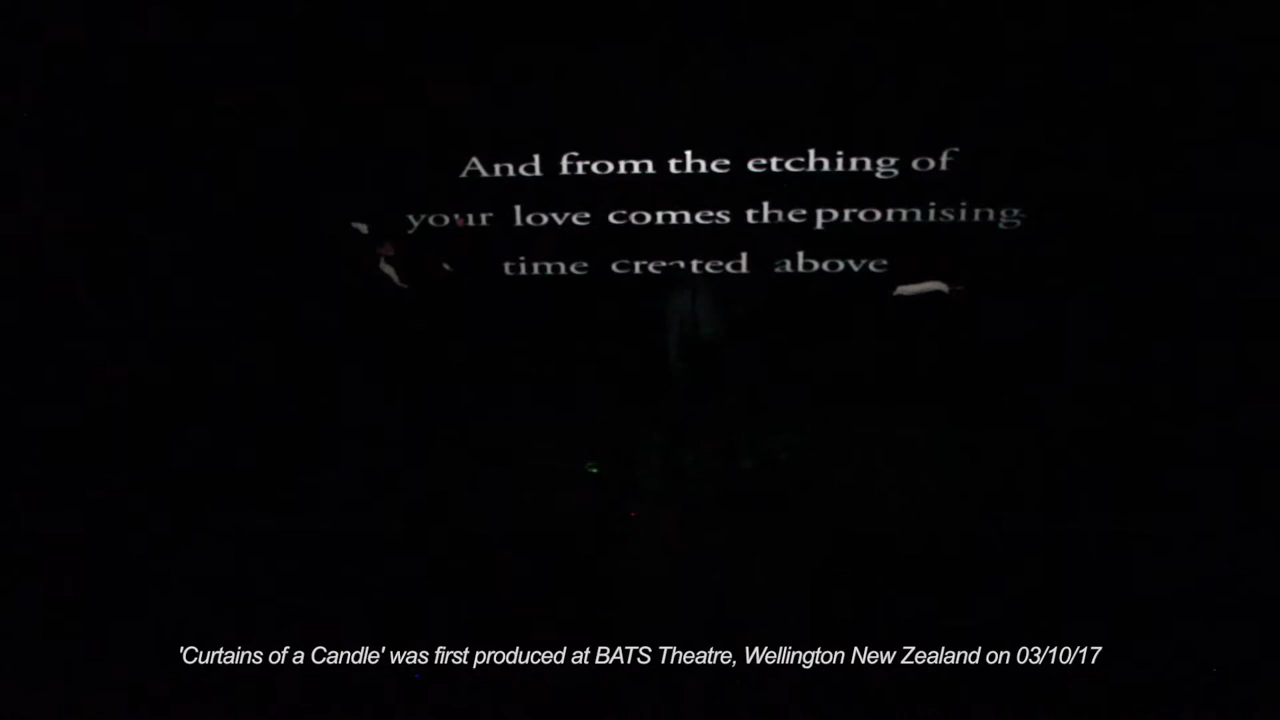 And from the etching of
your love comes the promising
time created above
'Curtains of a Candle' was first produced at BATS Theatre, Wellington New Zealand on 03/10/17